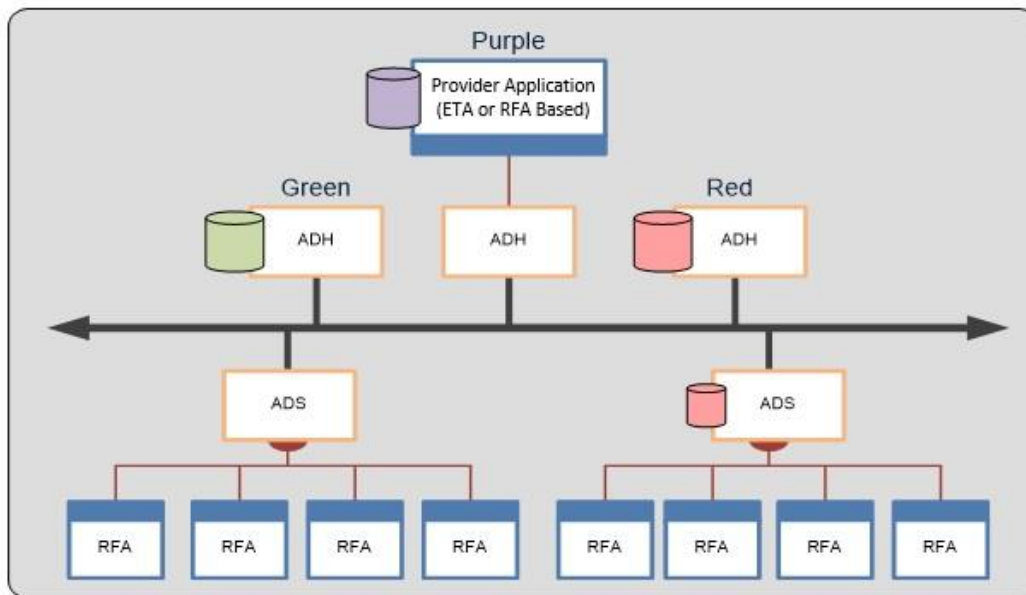 Purple
Provider Application
(ETA or RFA Based)
Green
Red
ADH
ADH
ADH
ADS
ADS
RFA
RFA
RFA
RFA
RFA
RFA
RFA
RFA